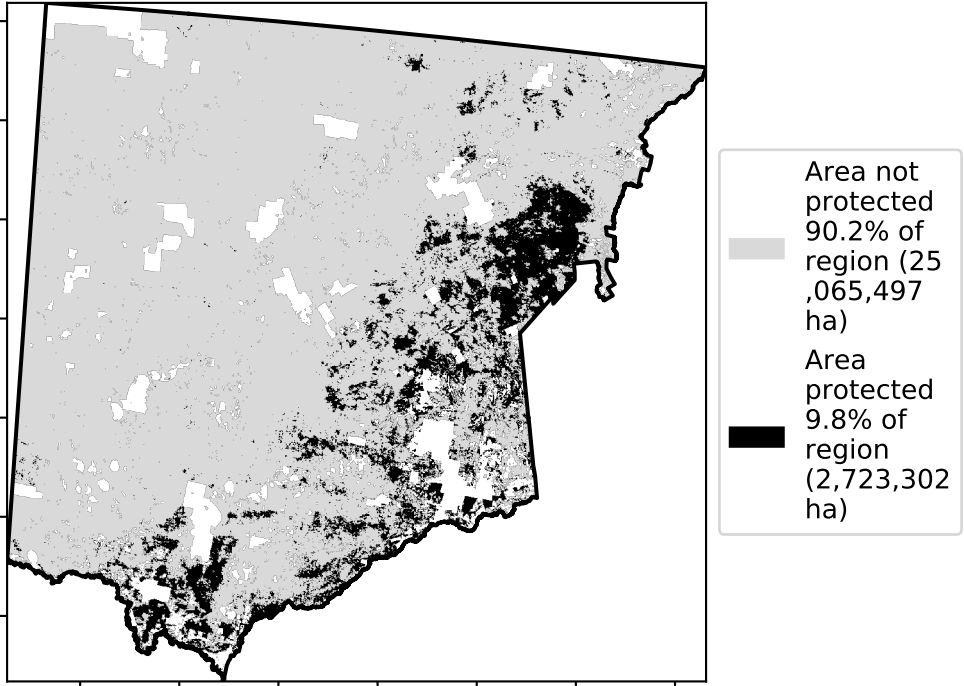 Area not
protected
90.2% of
region (25
,065,497
ha)
Area
protected
9.8% of
region
(2,723,302
ha)